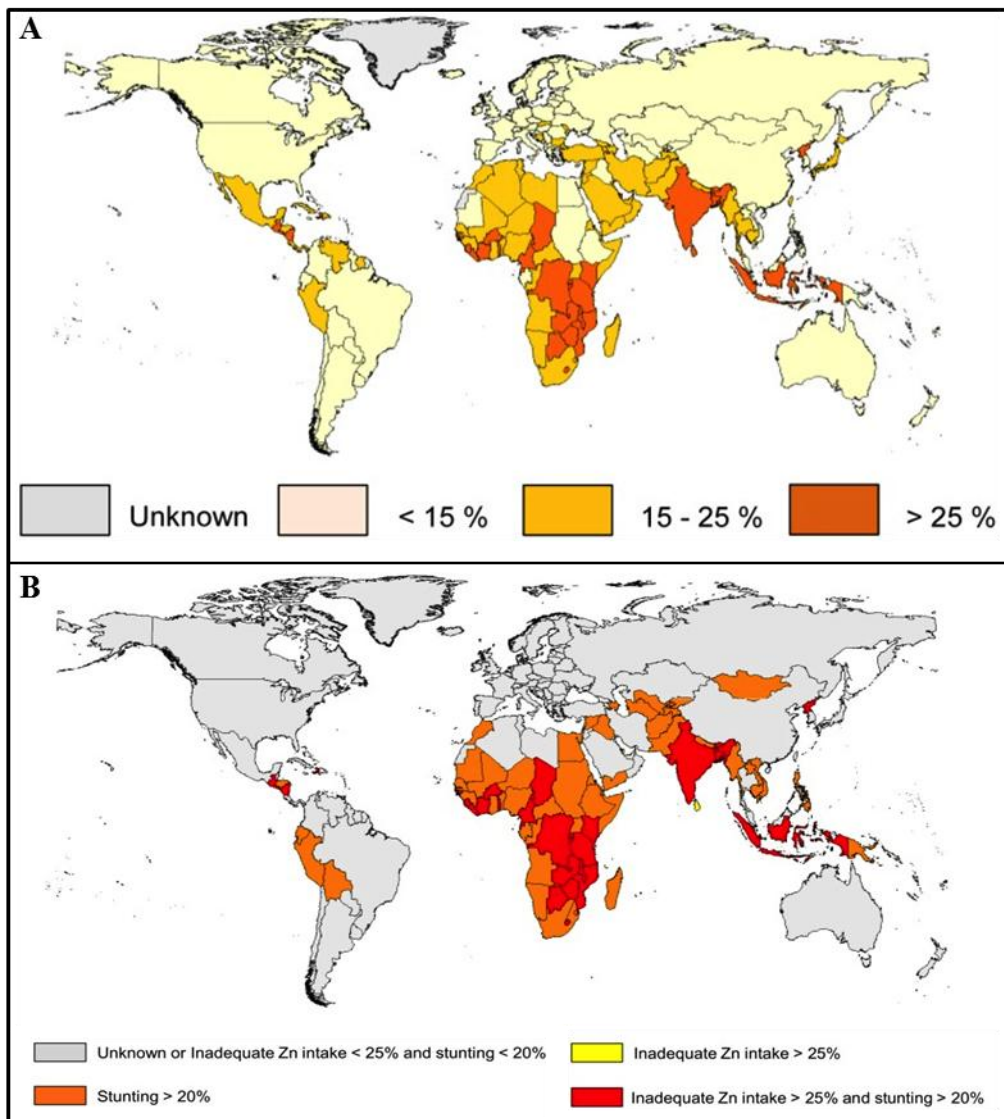 A
Unknown
< 15 %
15 - 25 %
> 25 %
B
Unknown or Inadequate Zn intake < 25% and stunting < 20%
Inadequate Zn intake > 25%
Stunting > 20%
Inadequate Zn intake > 25% and stunting > 20%